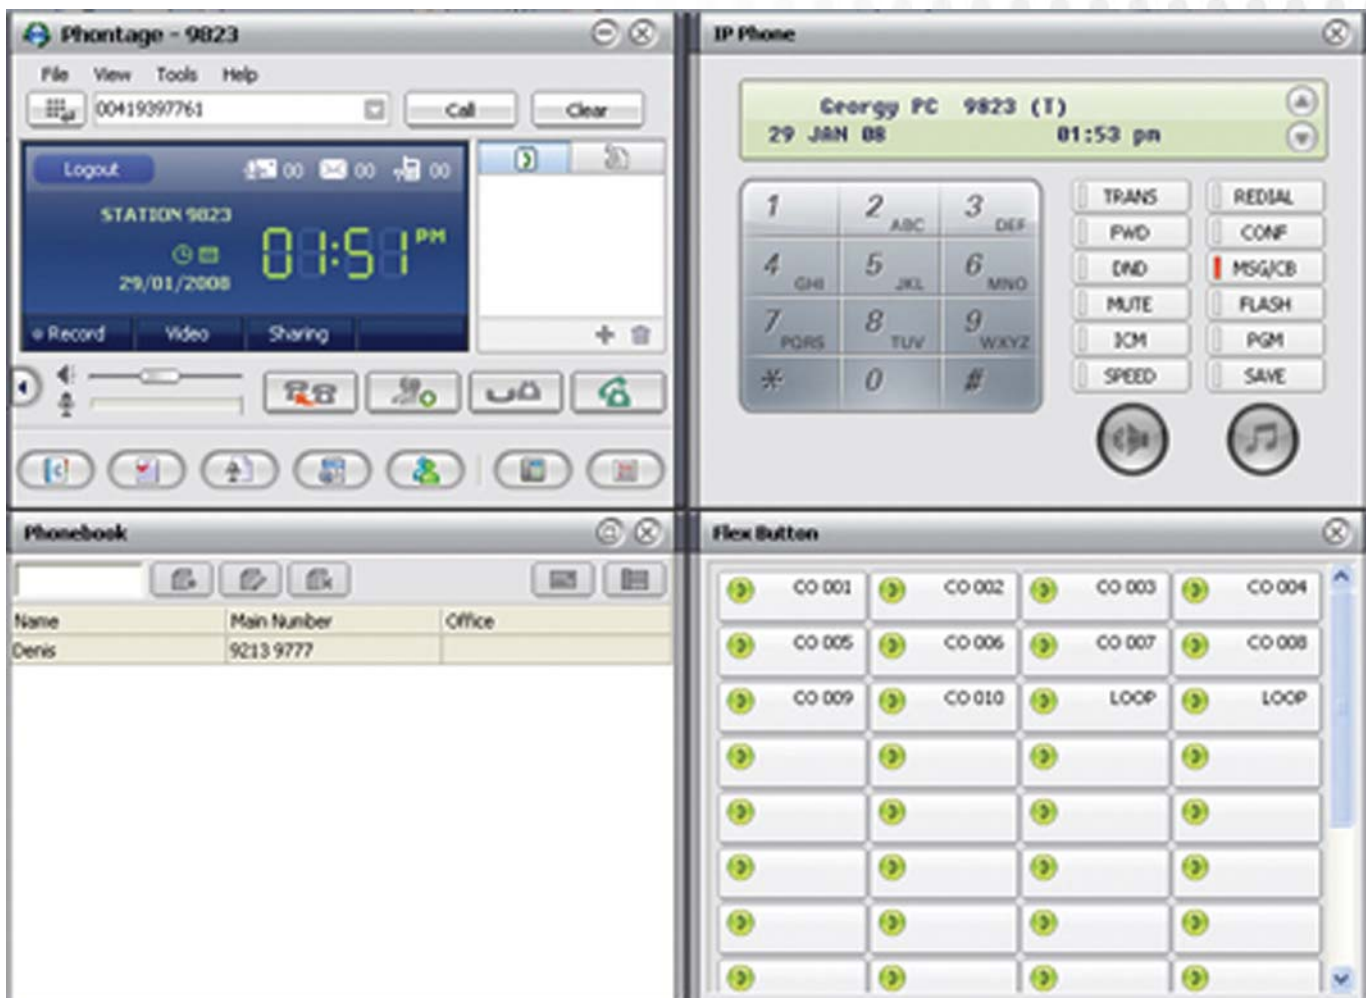 Phontage - 9823
File View Tools Help
00419397761 Call Clear
Logout 00 00 00
STATION 9823
01:51 PM
29/01/2008
Record Video Sharing
IP Phone
Georgy PC 9823 (T)
29 JAN 08 01:53 pm
1 2 ABC 3 DEF
4 GHI 5 JKL 6 MNO
7 PQRS 8 TUV 9 WXYZ
* 0 #
TRANS REDIAL
FWD CONF
DND MSG/CB
MUTE FLASH
ICM PGM
SPEED SAVE
Phonebook
Name Main Number Office
Denis 9213 9777
Flex Button
CO 001 CO 002 CO 003 CO 004
CO 005 CO 006 CO 007 CO 008
CO 009 CO 010 LOOP LOOP